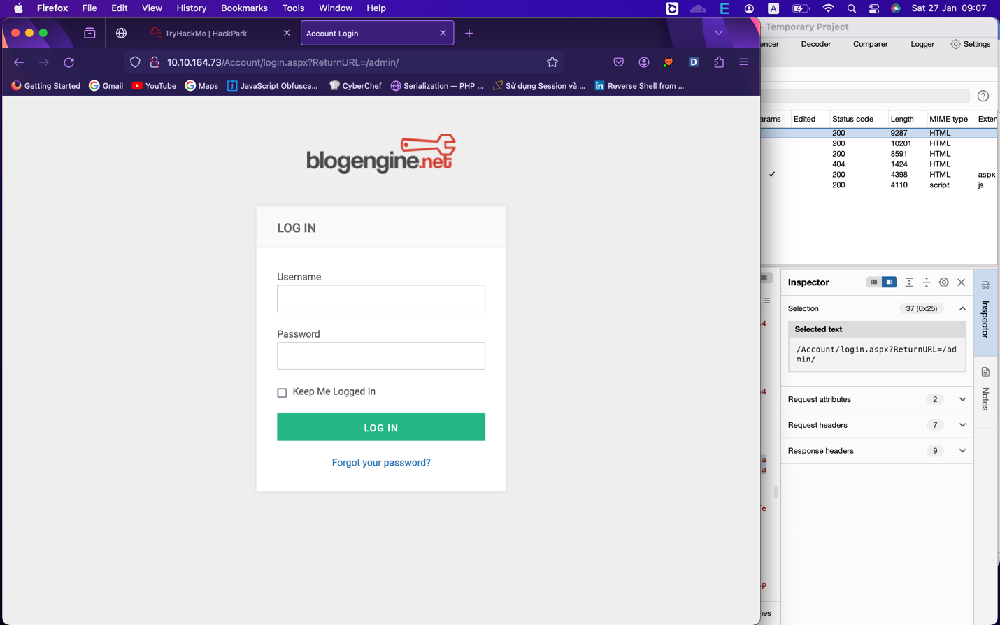 Firefox File Edit View History Bookmarks Tools Window Help Sat 27 Jan 09:07
TryHackMe | HackPark
Account Login
10.10.164.73/Account/login.aspx?ReturnURL=/admin/
Getting Started Gmail YouTube Maps JavaScript Obfusca... CyberChef Serialization — PHP ... Sử dụng Session và ... Reverse Shell from ...
blogengine.net
LOG IN
Username
Password
Keep Me Logged In
LOG IN
Forgot your password?
Temporary Project
encer Decoder Comparer Logger Settings
arams Edited Status code Length MIME type Exten
200 9287 HTML
200 10201 HTML
200 8591 HTML
404 1424 HTML
200 4398 HTML aspx
200 4110 script js
Inspector
Selection 37 (0x25)
Selected text
/Account/login.aspx?ReturnURL=/ad
min/
Request attributes 2
Request headers 7
Response headers 9
Inspector
Notes